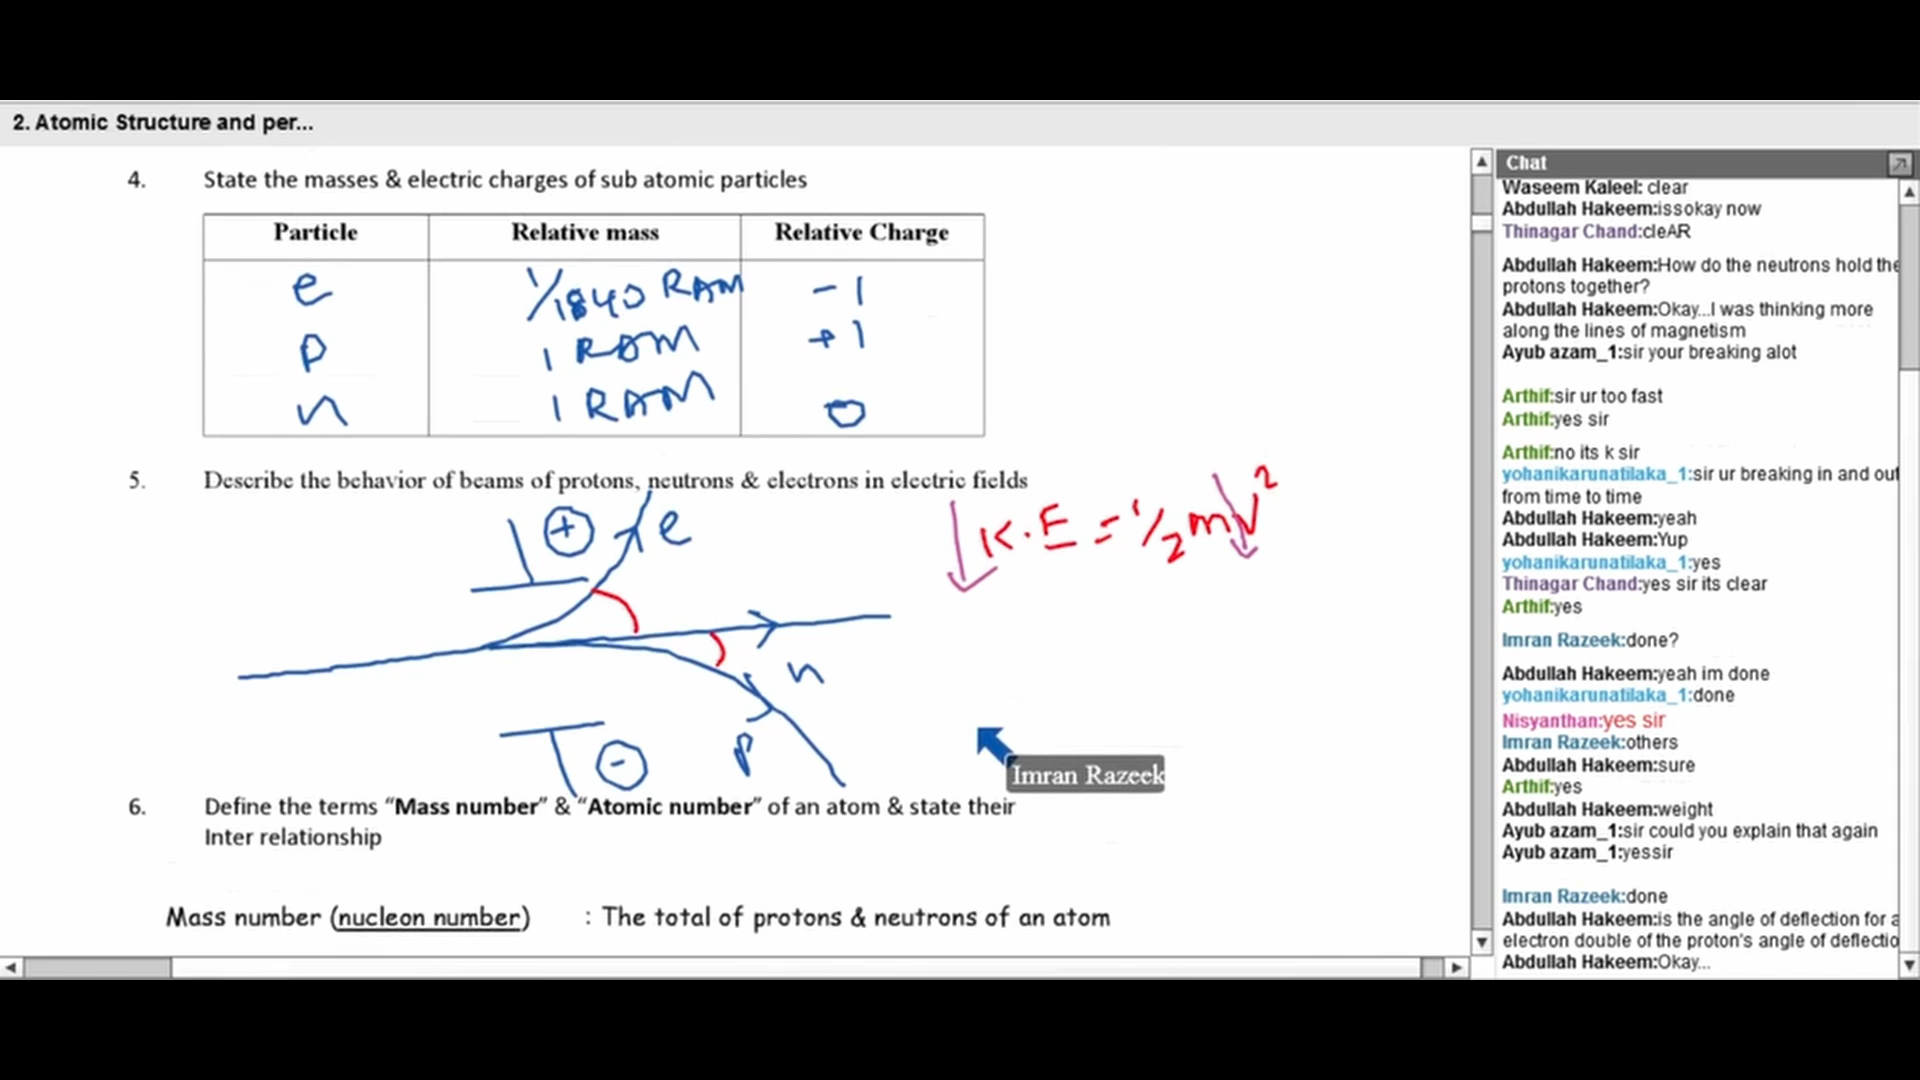 2. Atomic Structure and per...
4. State the masses & electric charges of sub atomic particles
Particle Relative mass Relative Charge
e 1/1840 RAM -1
p 1 RAM +1
n 1 RAM 0
5. Describe the behavior of beams of protons, neutrons & electrons in electric fields
+ e
K.E = 1/2 mv²
n
p
-
Imran Razeek
6. Define the terms “Mass number” & “Atomic number” of an atom & state their
Inter relationship
Mass number (nucleon number) : The total of protons & neutrons of an atom
Chat
Waseem Kaleel: clear
Abdullah Hakeem:issokay now
Thinagar Chand:cleAR
Abdullah Hakeem:How do the neutrons hold the
protons together?
Abdullah Hakeem:Okay...I was thinking more
along the lines of magnetism
Ayub azam_1:sir your breaking alot
Arthif:sir ur too fast
Arthif:yes sir
Arthif:no its k sir
yohanikarunatilaka_1:sir ur breaking in and out
from time to time
Abdullah Hakeem:yeah
Abdullah Hakeem:Yup
yohanikarunatilaka_1:yes
Thinagar Chand:yes sir its clear
Arthif:yes
Imran Razeek:done?
Abdullah Hakeem:yeah im done
yohanikarunatilaka_1:done
Nisyanthan:yes sir
Imran Razeek:others
Abdullah Hakeem:sure
Arthif:yes
Abdullah Hakeem:weight
Ayub azam_1:sir could you explain that again
Ayub azam_1:yessir
Imran Razeek:done
Abdullah Hakeem:is the angle of deflection for a
electron double of the proton's angle of deflectio
Abdullah Hakeem:Okay...